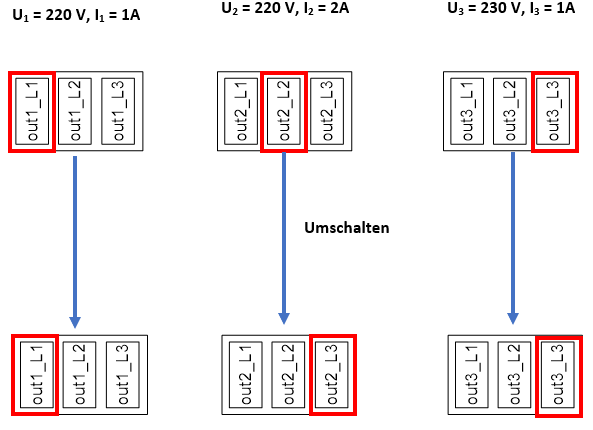 U₁ = 220 V, I₁ = 1A
U₂ = 220 V, I₂ = 2A
U₃ = 230 V, I₃ = 1A
out1_L1
out1_L2
out1_L3
out2_L1
out2_L2
out2_L3
out3_L1
out3_L2
out3_L3
Umschalten
out1_L1
out1_L2
out1_L3
out2_L1
out2_L2
out2_L3
out3_L1
out3_L2
out3_L3